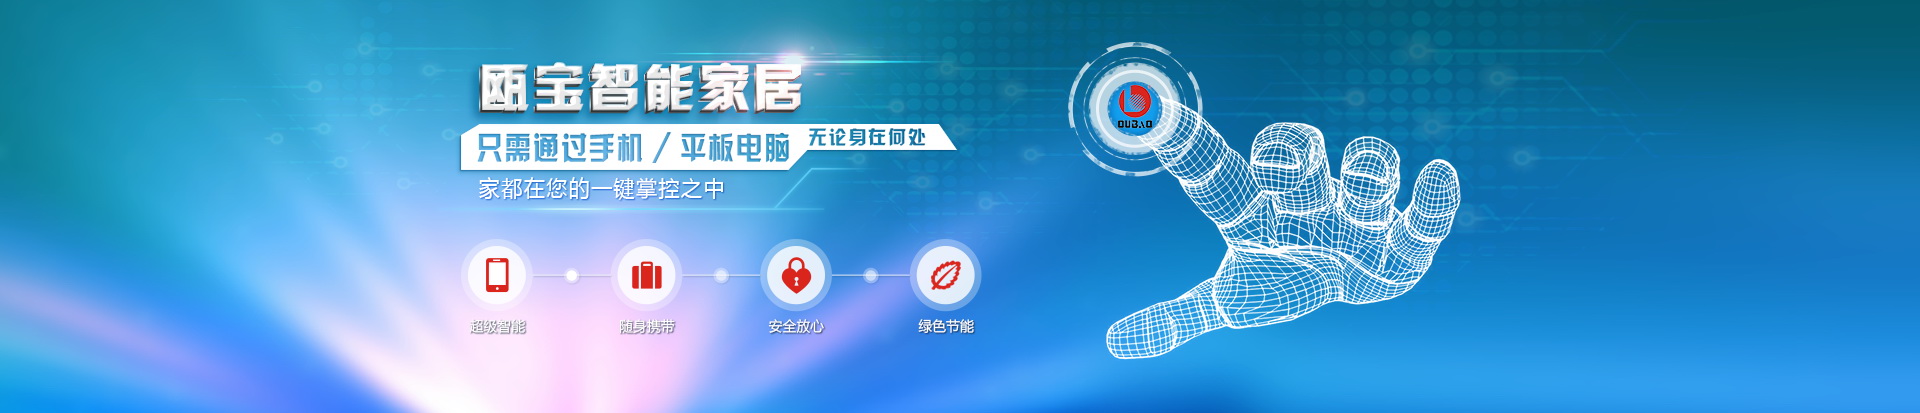 瓯宝智能家居
只需通过手机/平板电脑 无论身在何处
家都在您的一键掌控之中
OUBAO
超级智能 随身携带 安全放心 绿色节能